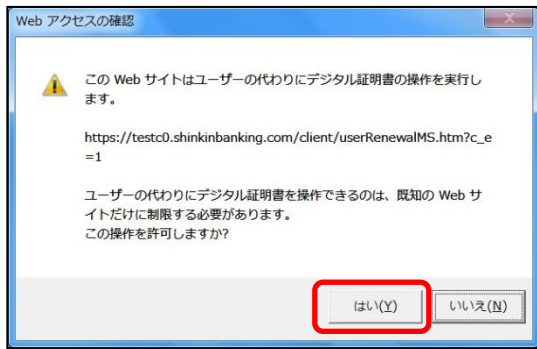 Web アクセスの確認
この Web サイトはユーザーの代わりにデジタル証明書の操作を実行し
ます。
https://testc0.shinkinbanking.com/client/userRenewalMS.htm?c_e
=1
ユーザーの代わりにデジタル証明書を操作できるのは、既知の Web サ
イトだけに制限する必要があります。
この操作を許可しますか?
はい(Y) いいえ(N)